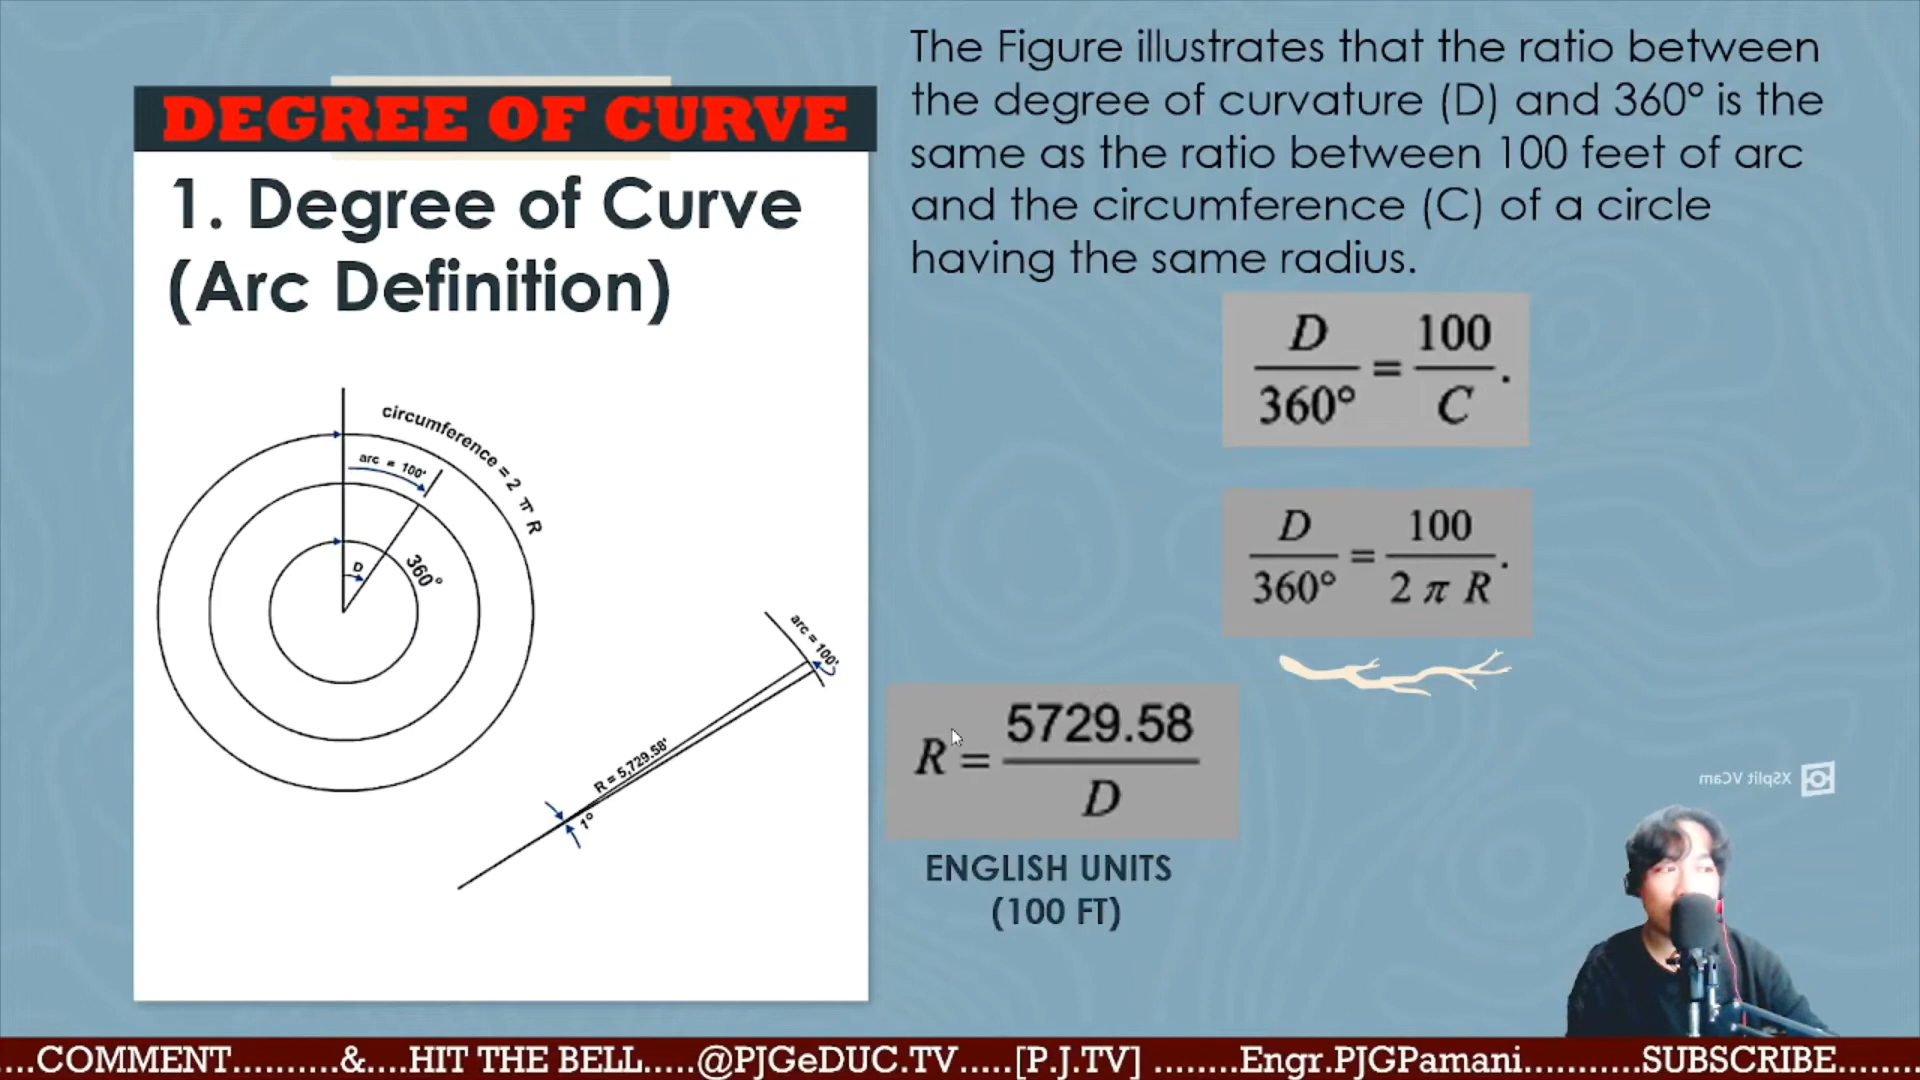 DEGREE OF CURVE
1. Degree of Curve
(Arc Definition)
circumference = 2 π R
arc = 100'
D
360°
arc = 100'
R = 5,729.58'
1°
The Figure illustrates that the ratio between
the degree of curvature (D) and 360° is the
same as the ratio between 100 feet of arc
and the circumference (C) of a circle
having the same radius.
D/360° = 100/C.
D/360° = 100/2 π R.
R = 5729.58/D
ENGLISH UNITS
(100 FT)
XSplit VCam
....COMMENT..........&....HIT THE BELL.....@PJGeDUC.TV.....[P.J.TV] ........Engr.PJGPamani...........SUBSCRIBE........